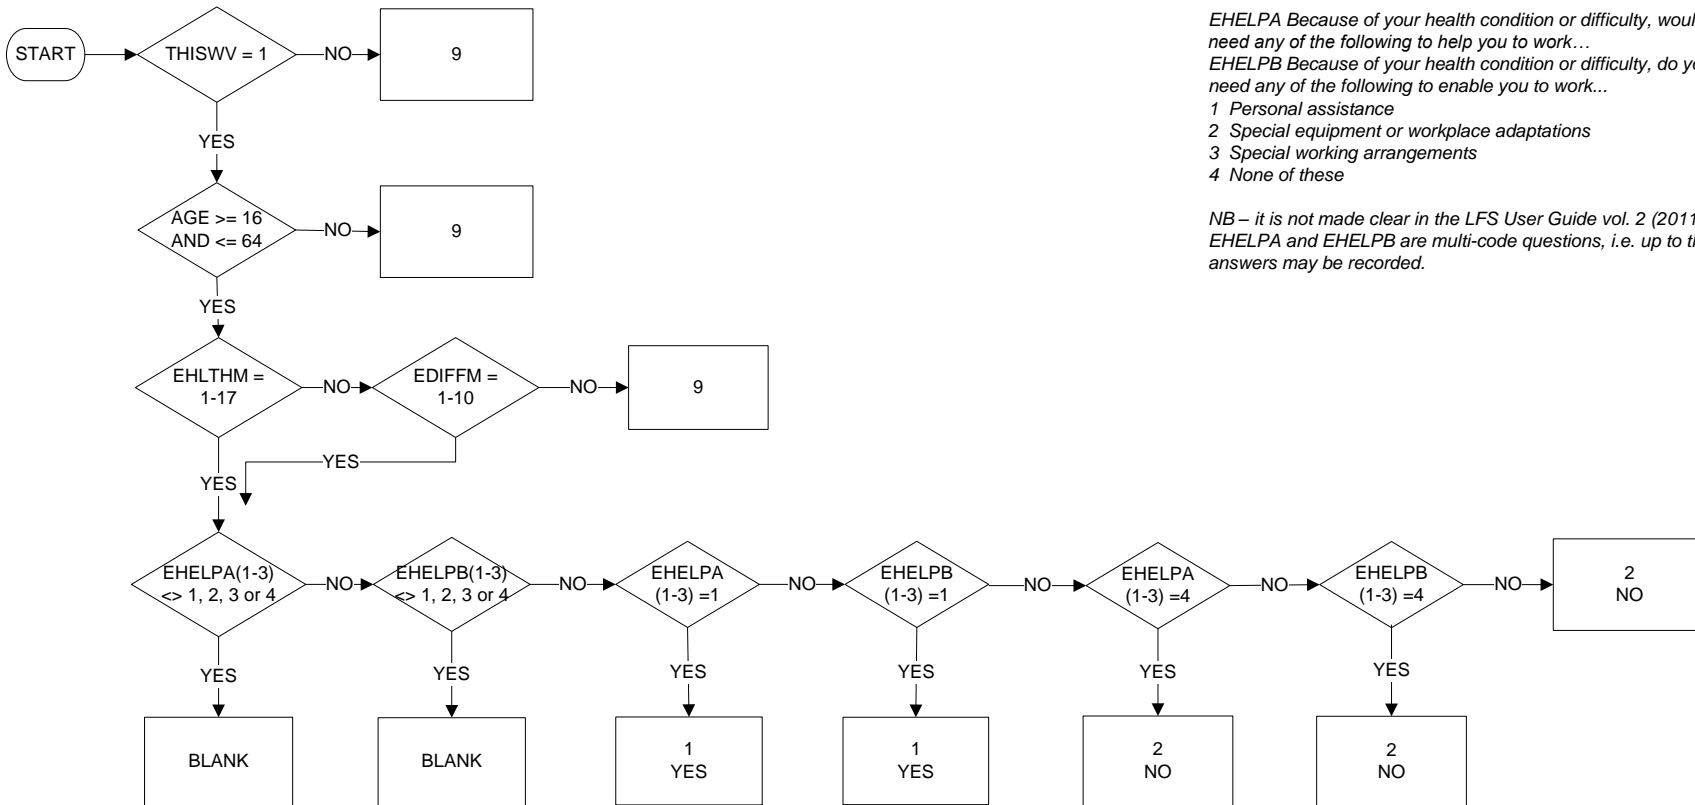 START
THISWV = 1
NO
9
YES
AGE >= 16
AND <= 64
NO
9
YES
EHLTHM =
1-17
NO
EDIFFM =
1-10
NO
9
YES
YES
EHELPA(1-3)
<> 1, 2, 3 or 4
NO
EHELPB(1-3)
<> 1, 2, 3 or 4
NO
EHELPA
(1-3) =1
NO
EHELPB
(1-3) =1
NO
EHELPA
(1-3) =4
NO
EHELPB
(1-3) =4
NO
2
NO
YES
YES
YES
YES
YES
YES
BLANK
BLANK
1
YES
1
YES
2
NO
2
NO
EHELPA Because of your health condition or difficulty,
need any of the following to help you to work…
EHELPB Because of your health condition or difficulty, do
need any of the following to enable you to work...
1 Personal assistance
2 Special equipment or workplace adaptations
3 Special working arrangements
4 None of these
NB – it is not made clear in the LFS User Guide vol. 2 (2011
EHELPA and EHELPB are multi-code questions, i.e. up to
answers may be recorded.